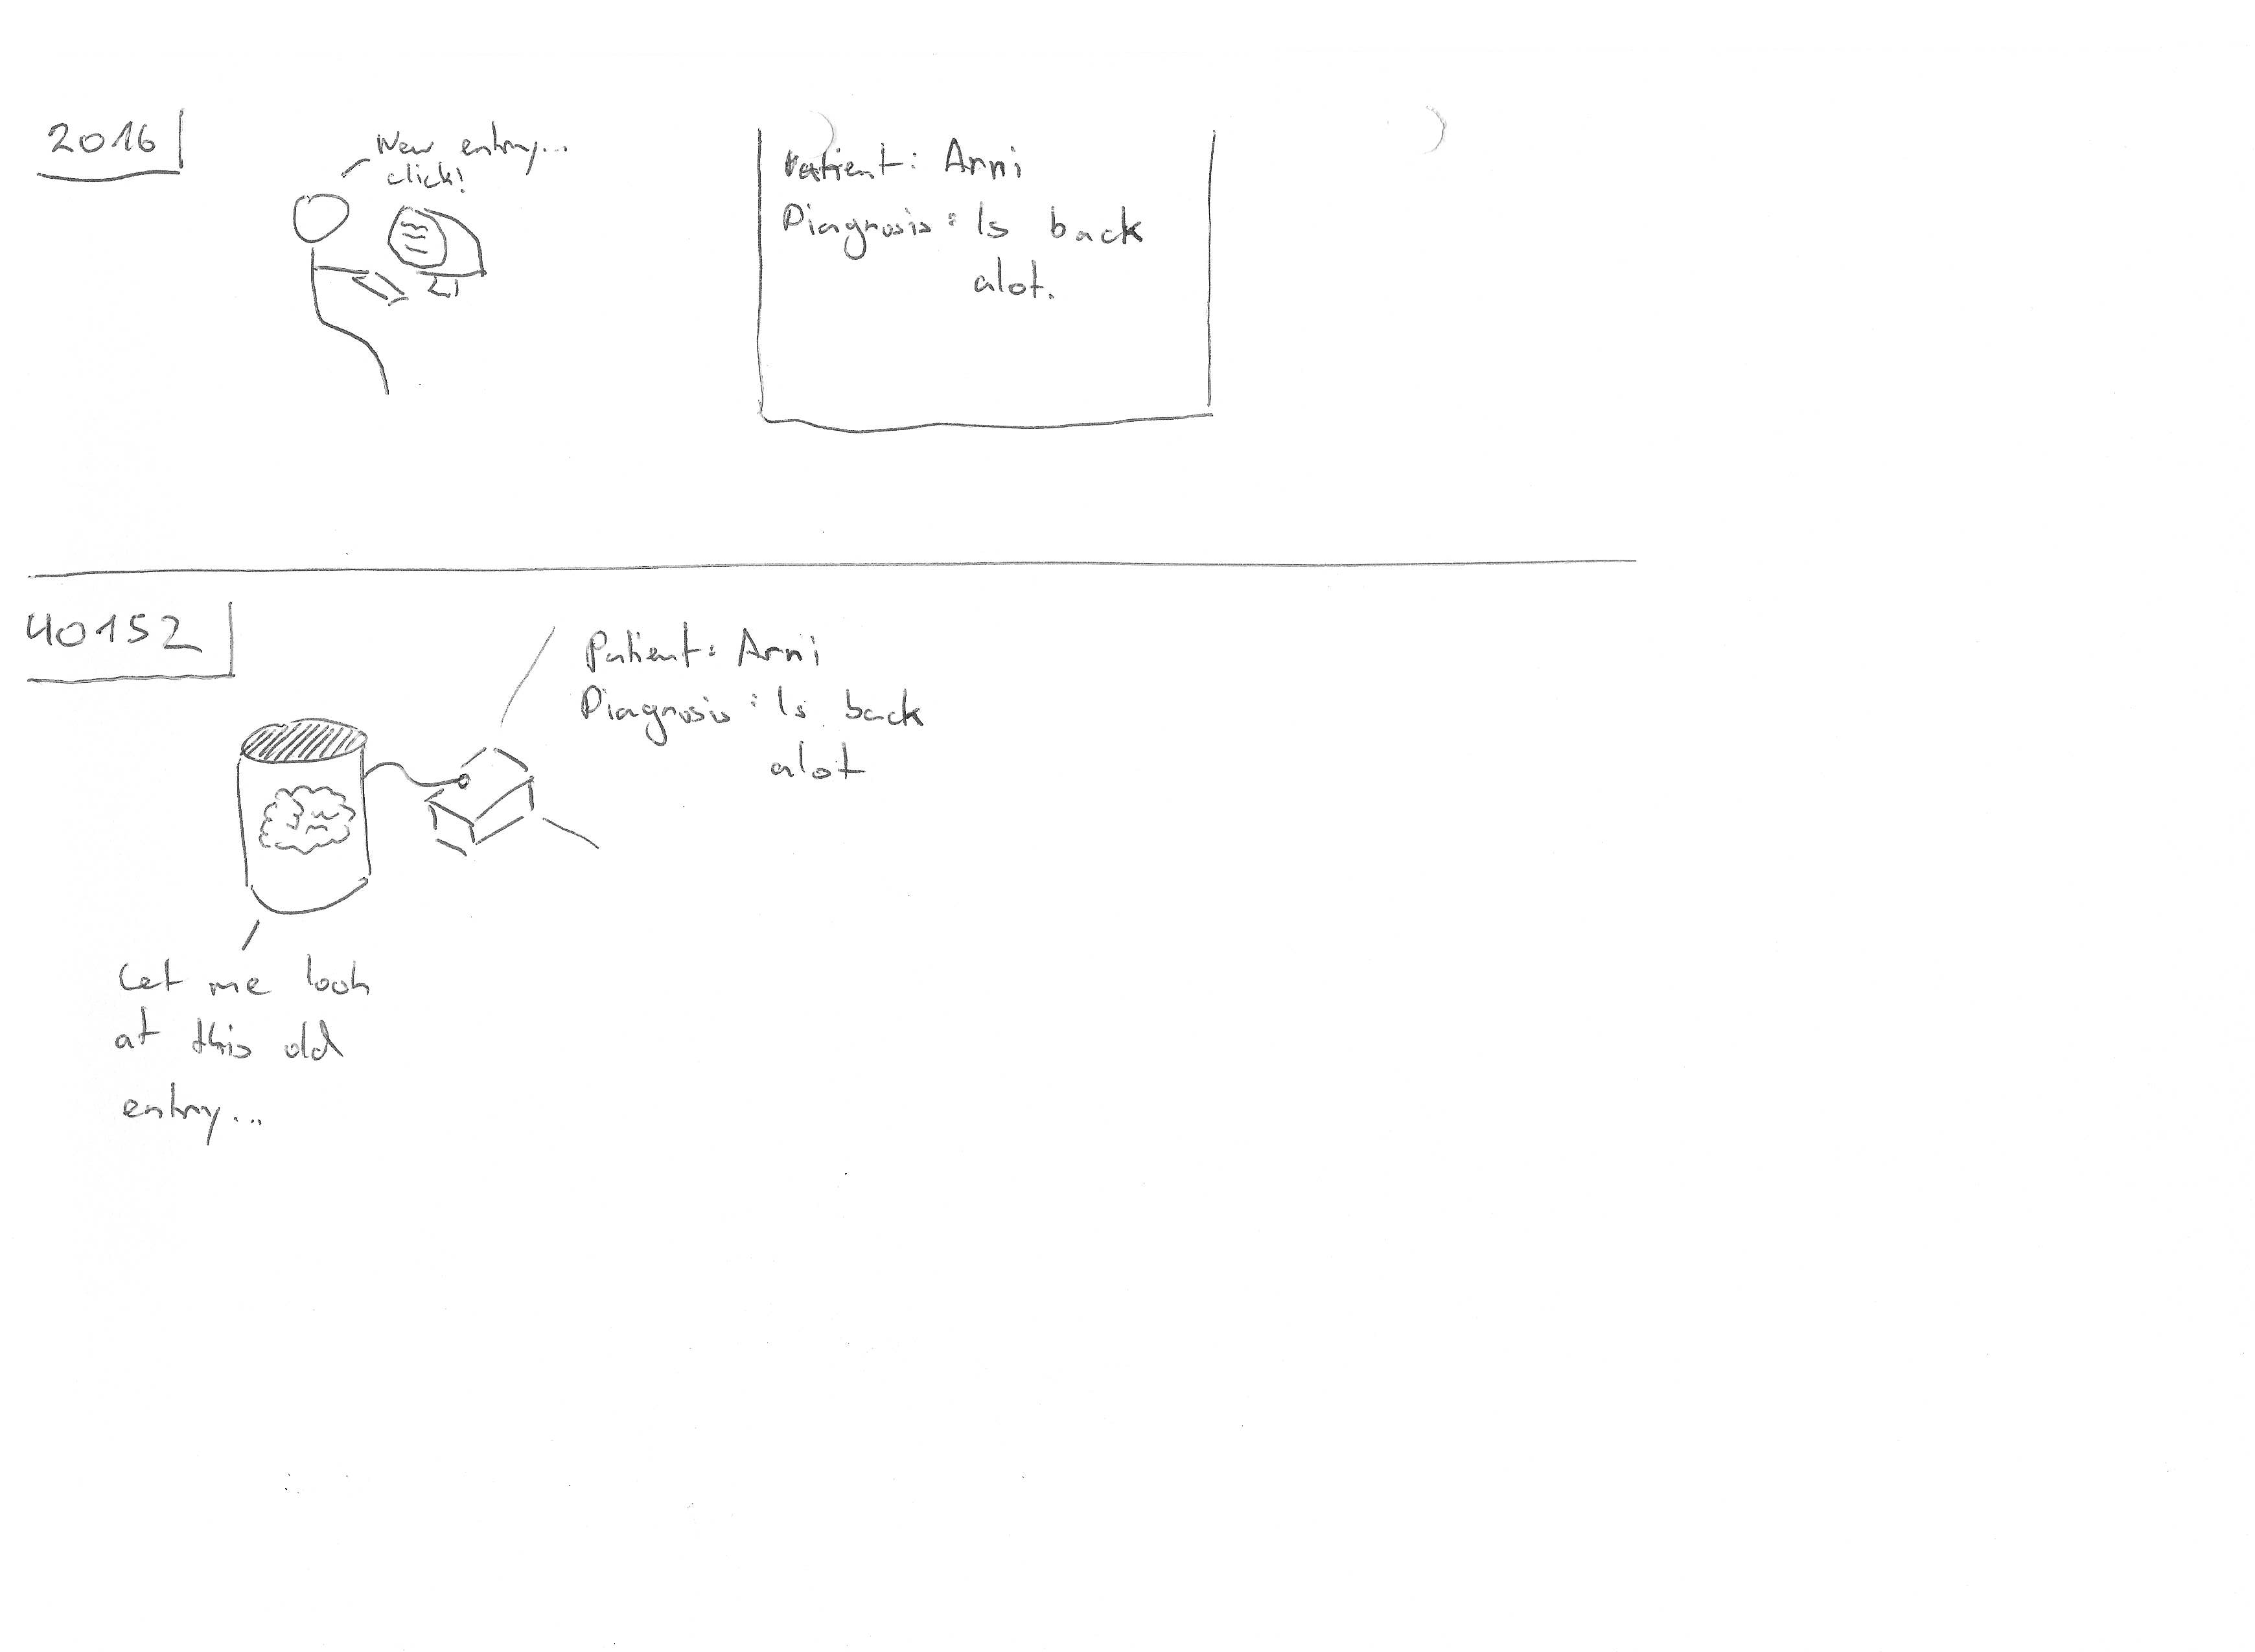 2016
New entry...
click!
Patient: Arni
Diagnosis: Is back
alot.
40152
Patient: Arni
Diagnosis: Is back
alot
Let me look
at this old
entry...